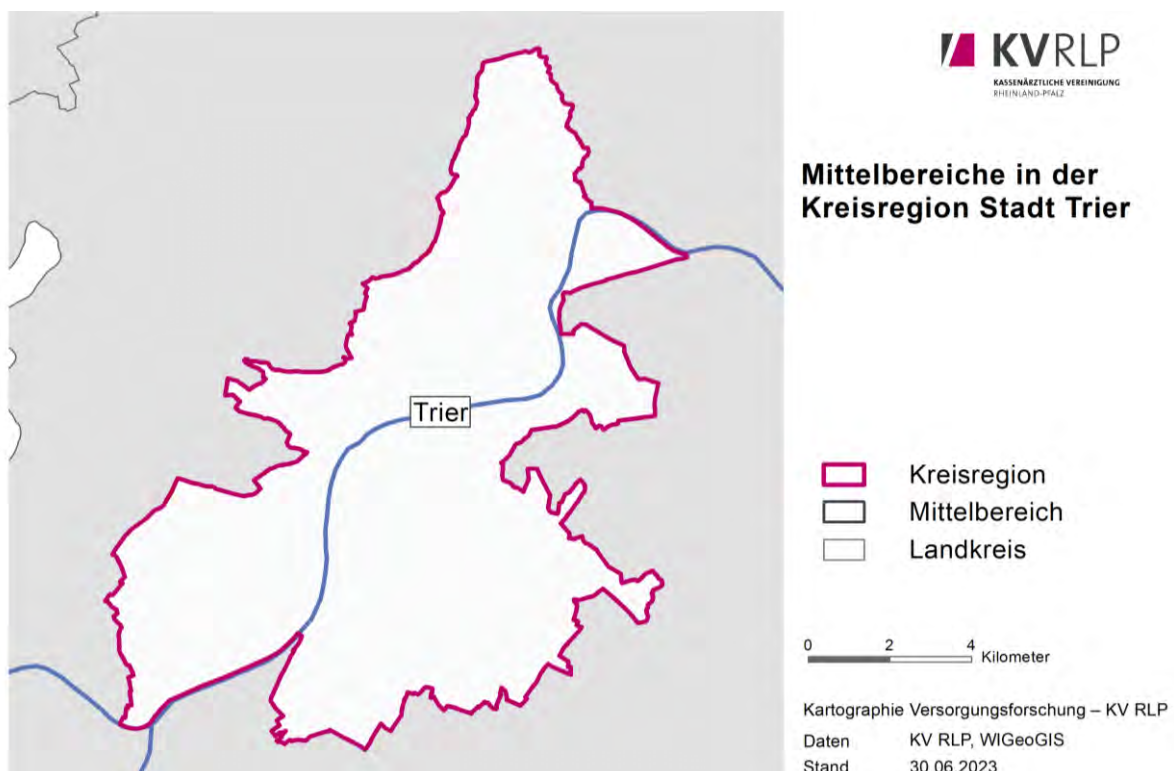 KVRLP
KASSENÄRZTLICHE VEREINIGUNG
RHEINLAND-PFALZ
Mittelbereiche in der
Kreisregion Stadt Trier
Trier
Kreisregion
Mittelbereich
Landkreis
0 2 4 Kilometer
Kartographie Versorgungsforschung – KV RLP
Daten KV RLP, WIGeoGIS
Stand 30.06.2023